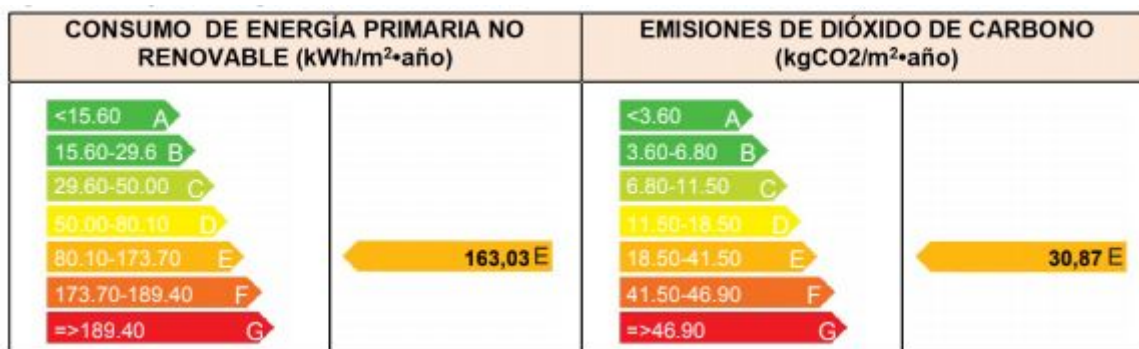 CONSUMO DE ENERGÍA PRIMARIA NO
RENOVABLE (kWh/m²•año)
<15.60 A
15.60-29.6 B
29.60-50.00 C
50.00-80.10 D
80.10-173.70 E
173.70-189.40 F
=>189.40 G
163,03 E
EMISIONES DE DIÓXIDO DE CARBONO
(kgCO2/m²•año)
<3.60 A
3.60-6.80 B
6.80-11.50 C
11.50-18.50 D
18.50-41.50 E
41.50-46.90 F
=>46.90 G
30,87 E